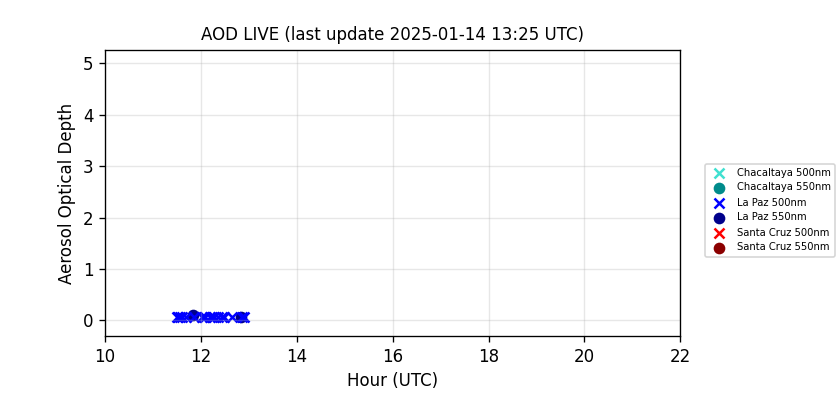 AOD LIVE (last update 2025-01-14 13:25 UTC)
Aerosol Optical Depth
5
4
3
2
1
0
10 12 14 16 18 20 22
Hour (UTC)
Chacaltaya 500nm
Chacaltaya 550nm
La Paz 500nm
La Paz 550nm
Santa Cruz 500nm
Santa Cruz 550nm